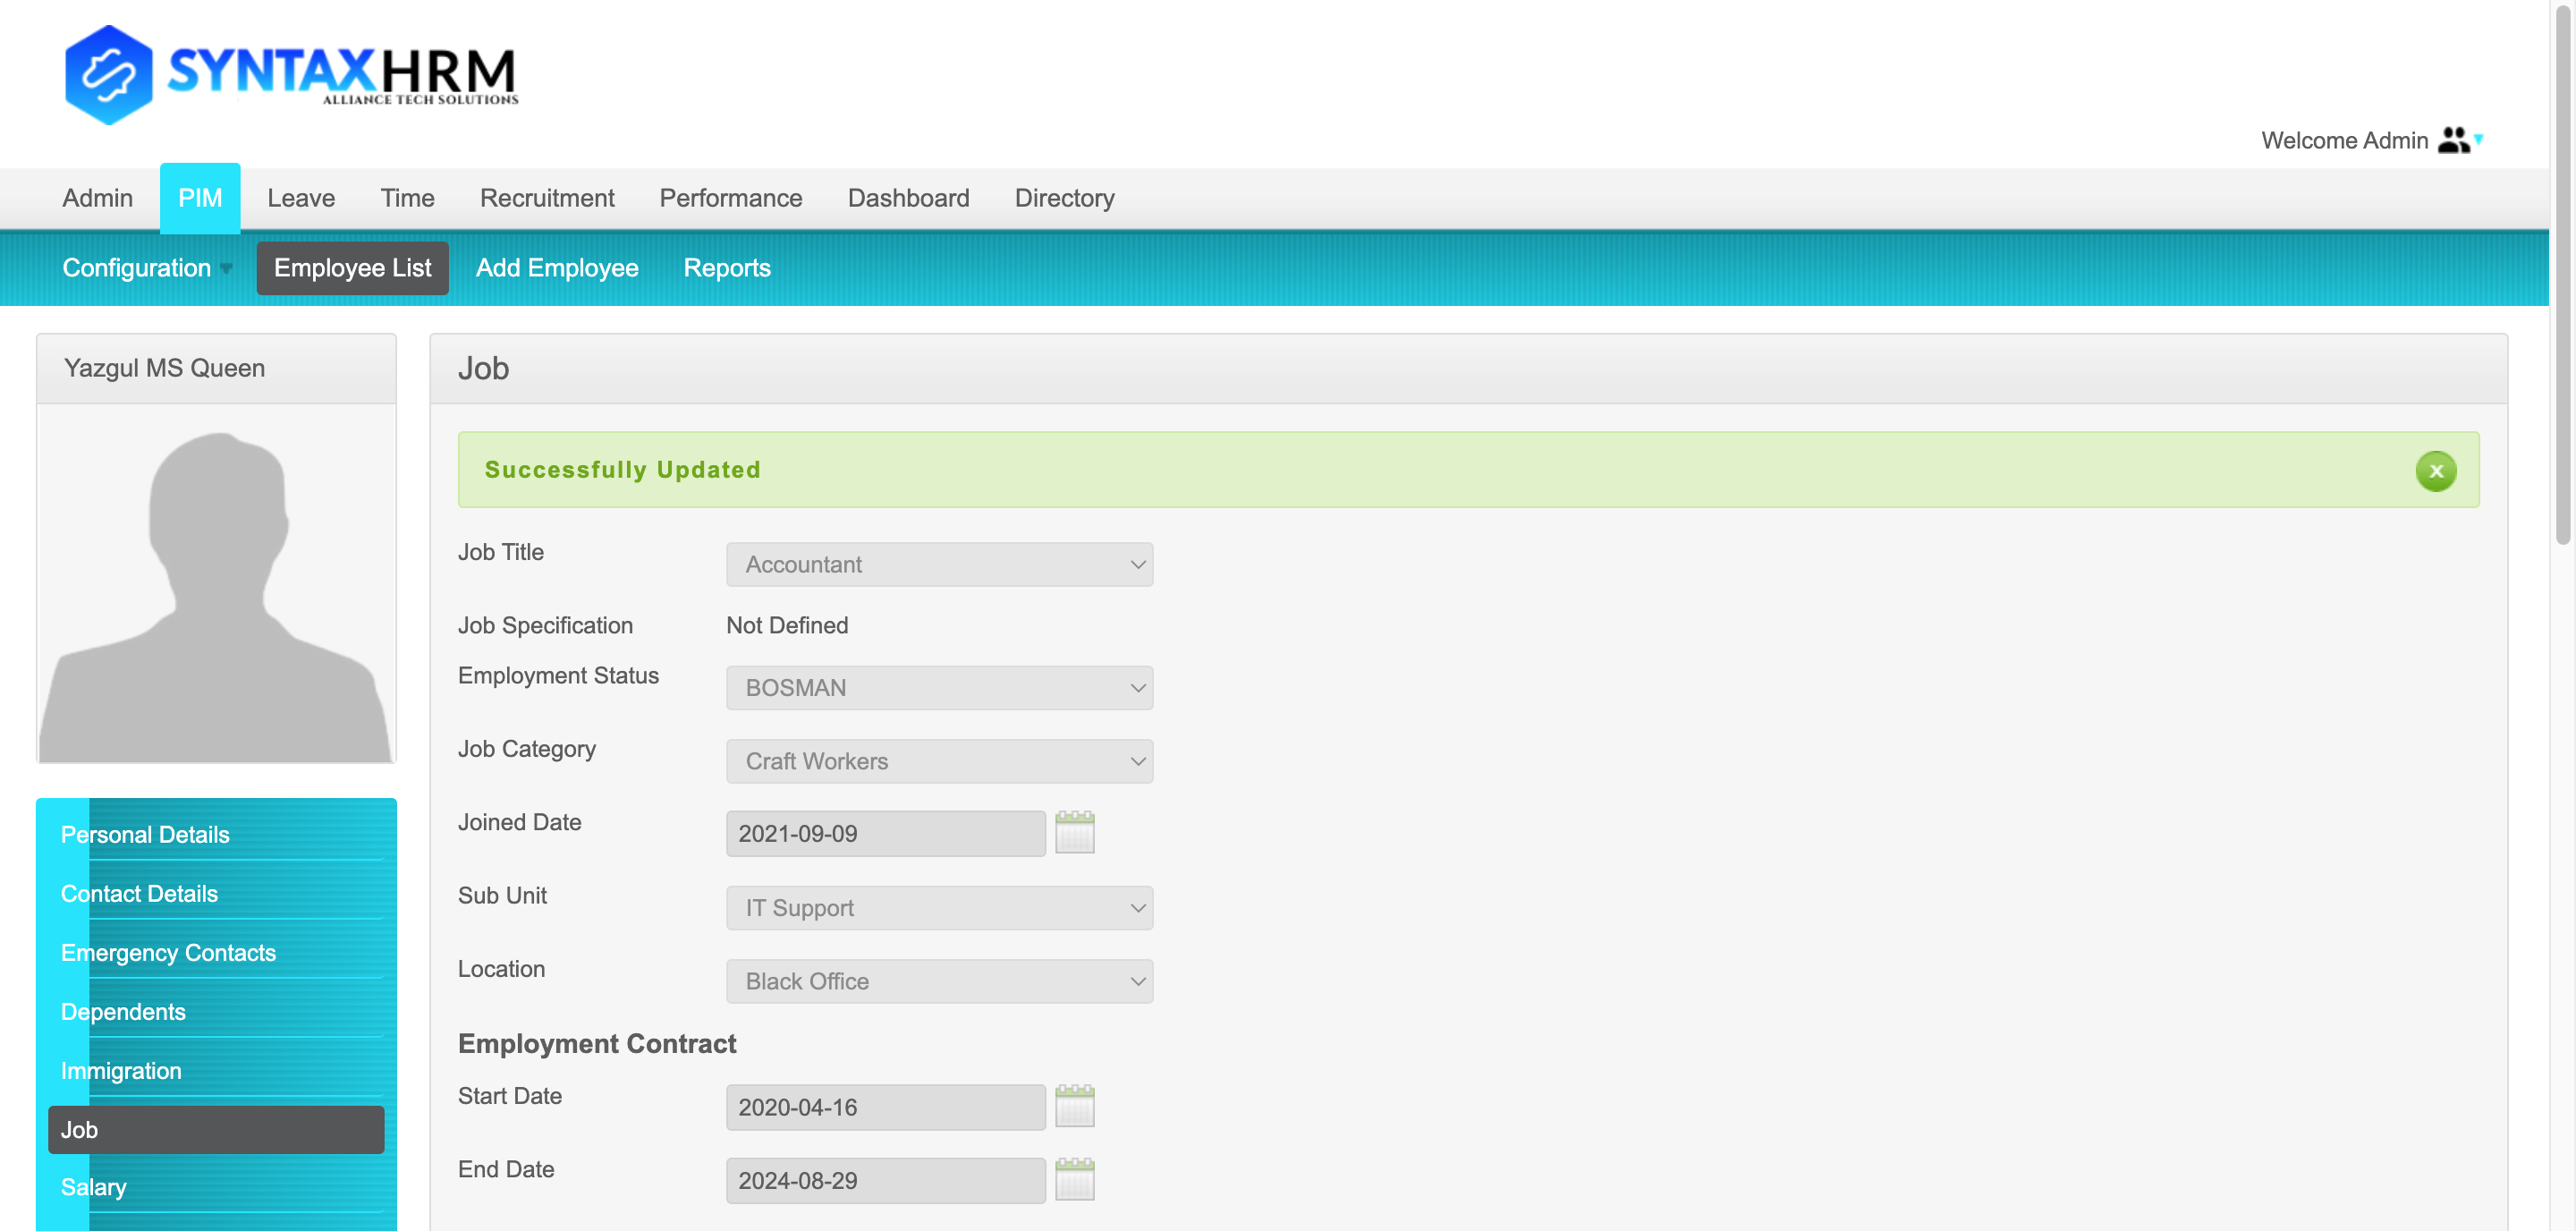 SYNTAXHRM
ALLIANCE TECH SOLUTIONS
Welcome Admin
Admin PIM Leave Time Recruitment Performance Dashboard Directory
Configuration Employee List Add Employee Reports
Yazgul MS Queen
Personal Details
Contact Details
Emergency Contacts
Dependents
Immigration
Job
Salary
Job
Successfully Updated
x
Job Title Accountant
Job Specification Not Defined
Employment Status BOSMAN
Job Category Craft Workers
Joined Date 2021-09-09
Sub Unit IT Support
Location Black Office
Employment Contract
Start Date 2020-04-16
End Date 2024-08-29